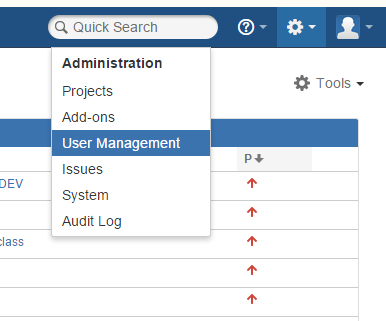 Quick Search
Administration
Projects
Add-ons
User Management
Issues
System
Audit Log
Tools
P
DEV
class